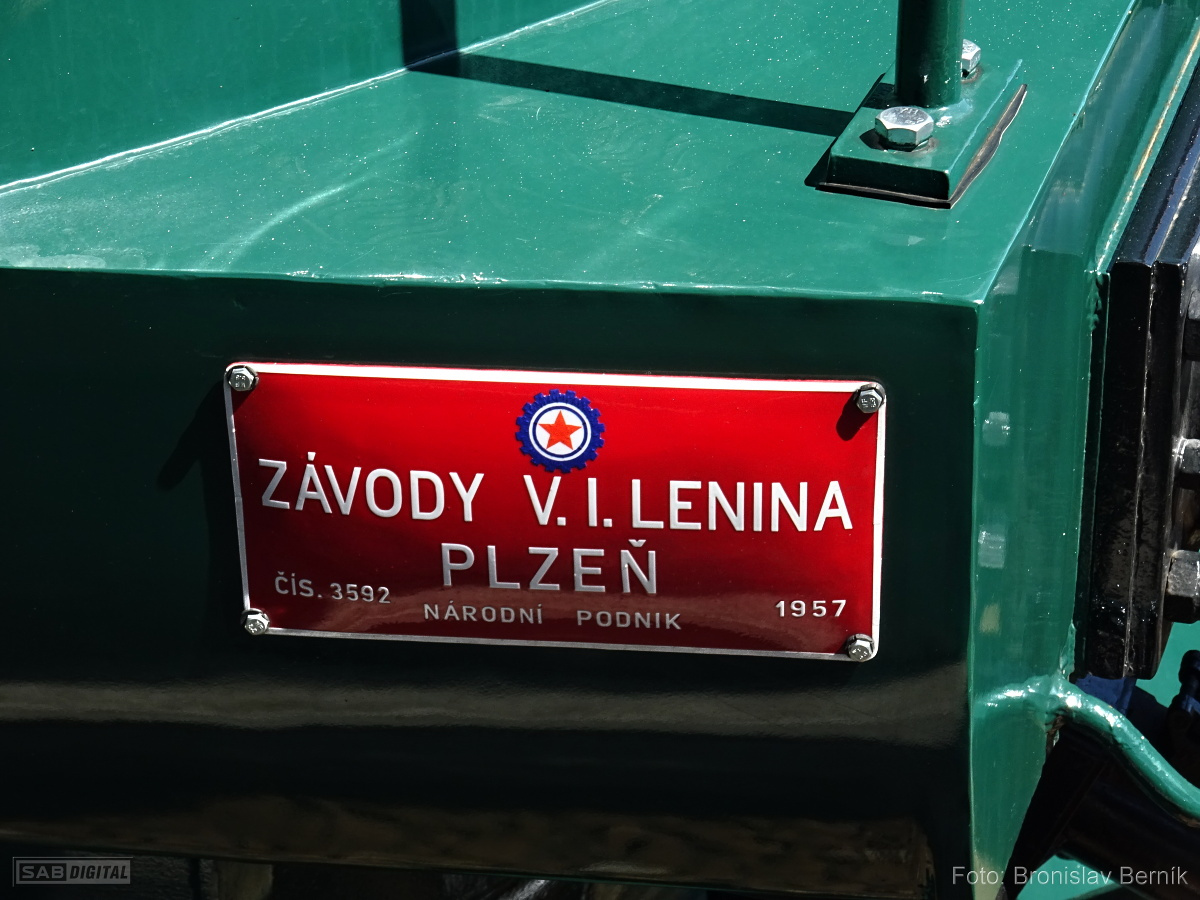 ZÁVODY V. I. LENINA
PLZEŇ
ČÍS. 3592
NÁRODNÍ PODNIK
1957
SAB DIGITAL
Foto: Bronislav Berník